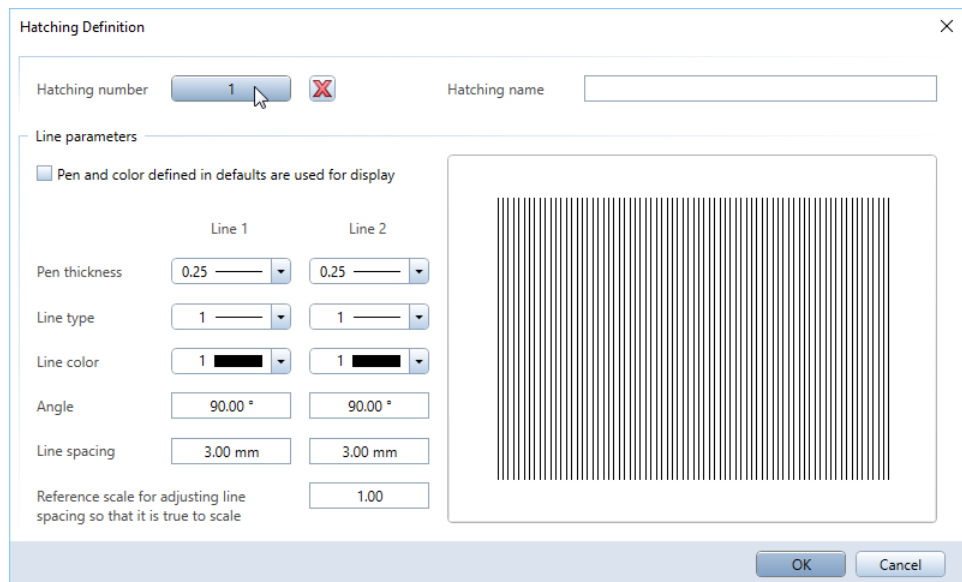 Hatching Definition
Hatching number 1 Hatching name
Line parameters
Pen and color defined in defaults are used for display
Line 1 Line 2
Pen thickness 0.25 0.25
Line type 1 1
Line color 1 1
Angle 90.00 ° 90.00 °
Line spacing 3.00 mm 3.00 mm
Reference scale for adjusting line 1.00
spacing so that it is true to scale
OK Cancel